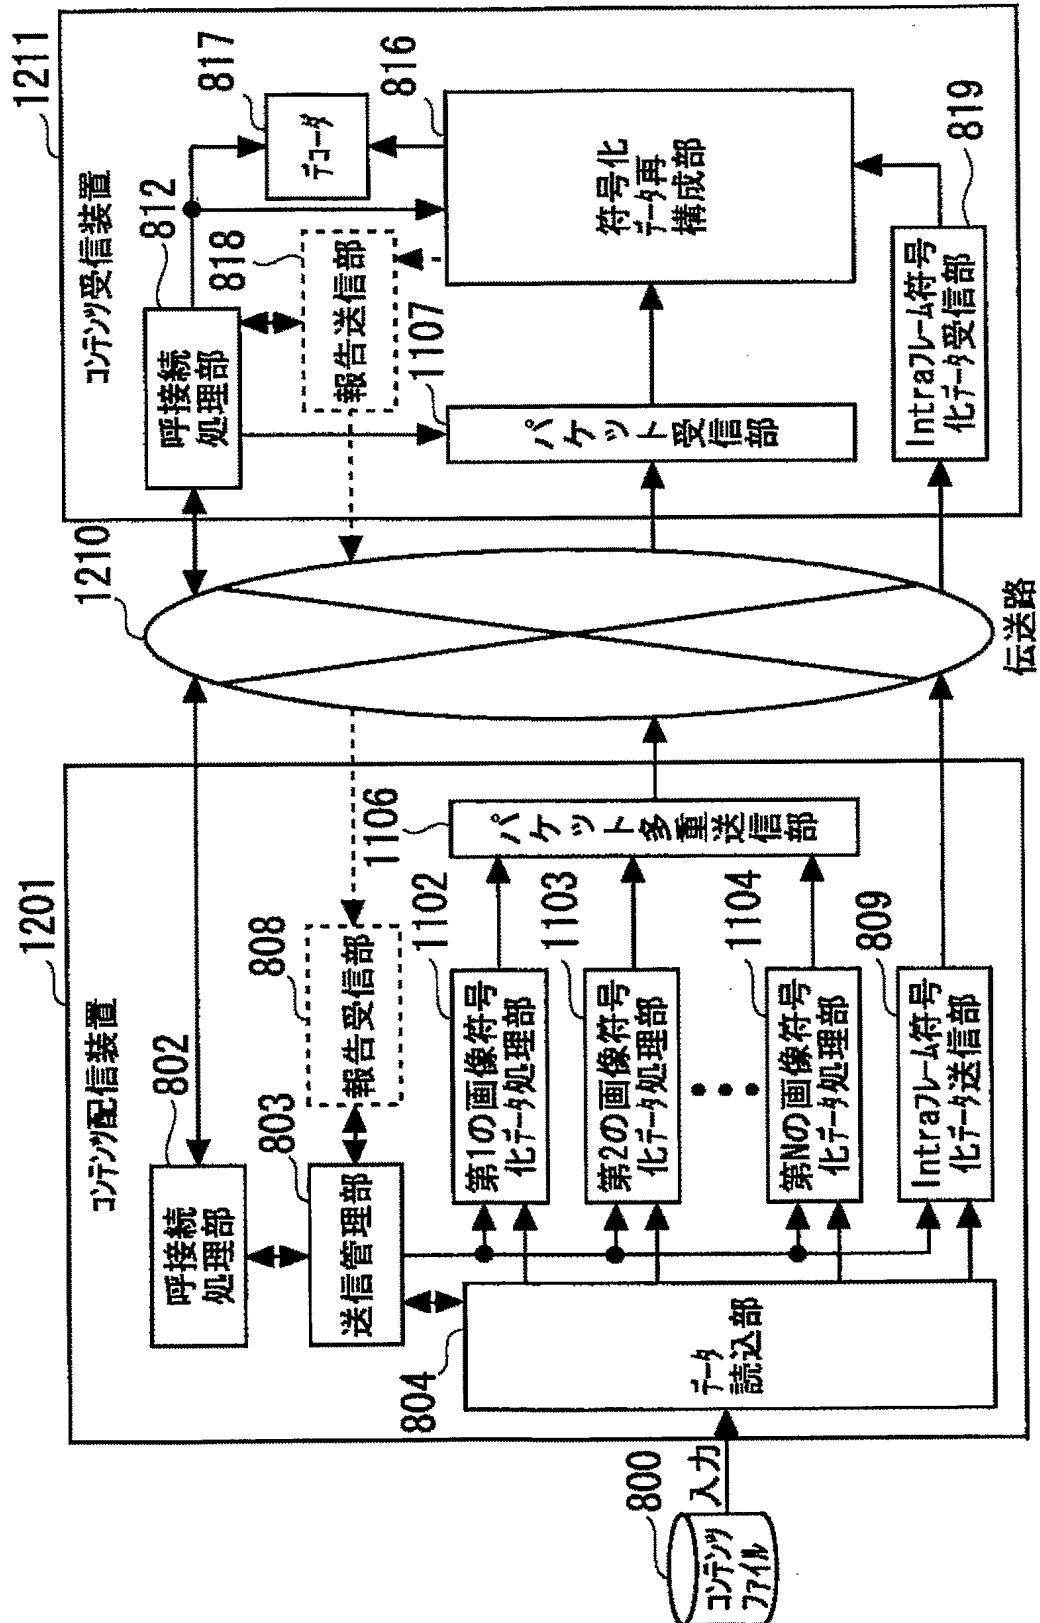 1201
コンテンツ配信装置
802
呼接続
処理部
803
送信管理部
808
報告受信部
804
データ
読込部
800
コンテンツ
ファイル
入力
1102
第1の画像符号
化データ処理部
1103
第2の画像符号
化データ処理部
1104
第Nの画像符号
化データ処理部
809
Intraフレーム符号
化データ送信部
1106
パケット多重送信部
1210
伝送路
1211
コンテンツ受信装置
812
呼接続
処理部
818
報告送信部
817
デコーダ
816
符号化
データ再
構成部
1107
パケット受信部
819
Intraフレーム符号
化データ受信部